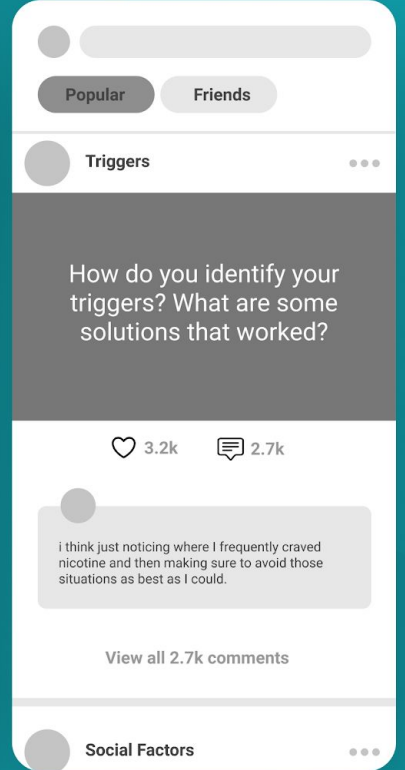 Popular
Friends
Triggers
How do you identify your
triggers? What are some
solutions that worked?
3.2k
2.7k
i think just noticing where I frequently craved
nicotine and then making sure to avoid those
situations as best as I could.
View all 2.7k comments
Social Factors